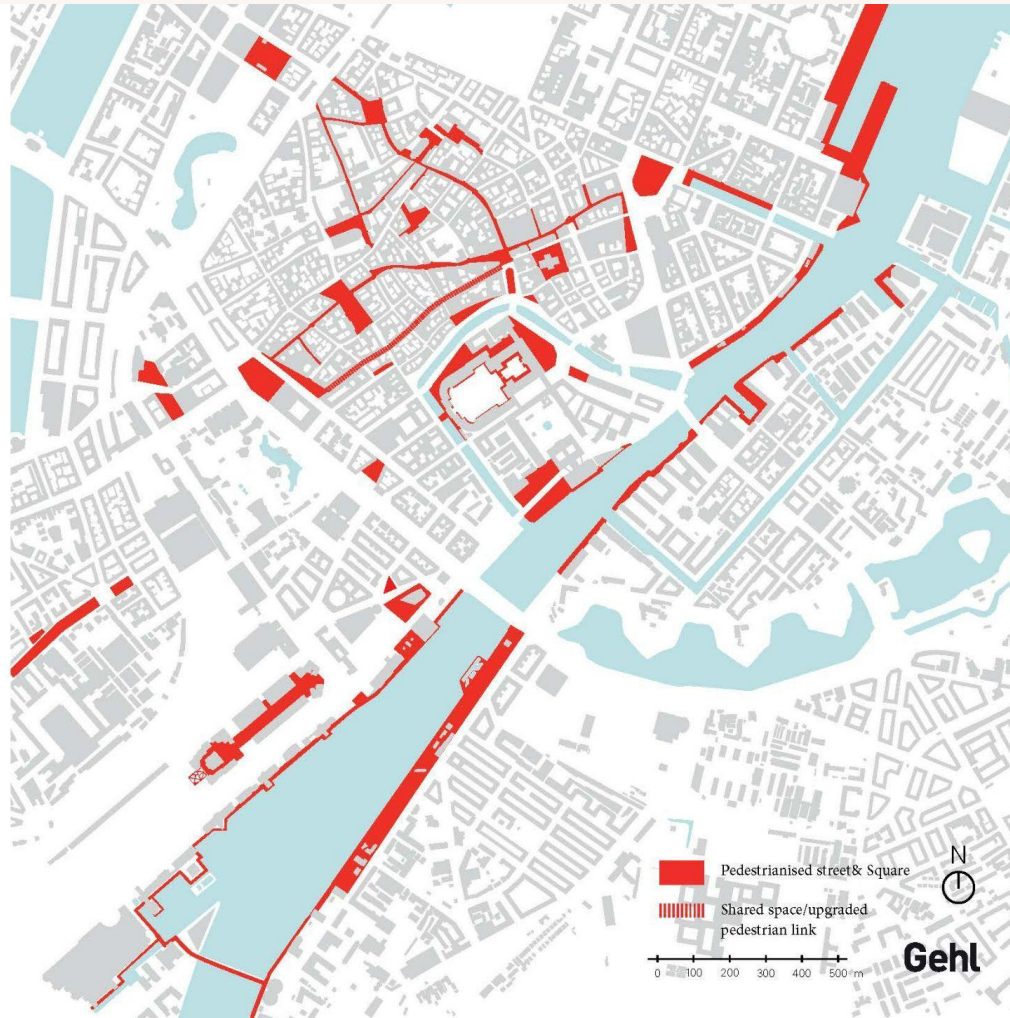 Pedestrianised street& Square
Shared space/upgraded
pedestrian link
N
0 100 200 300 400 500 m
Gehl